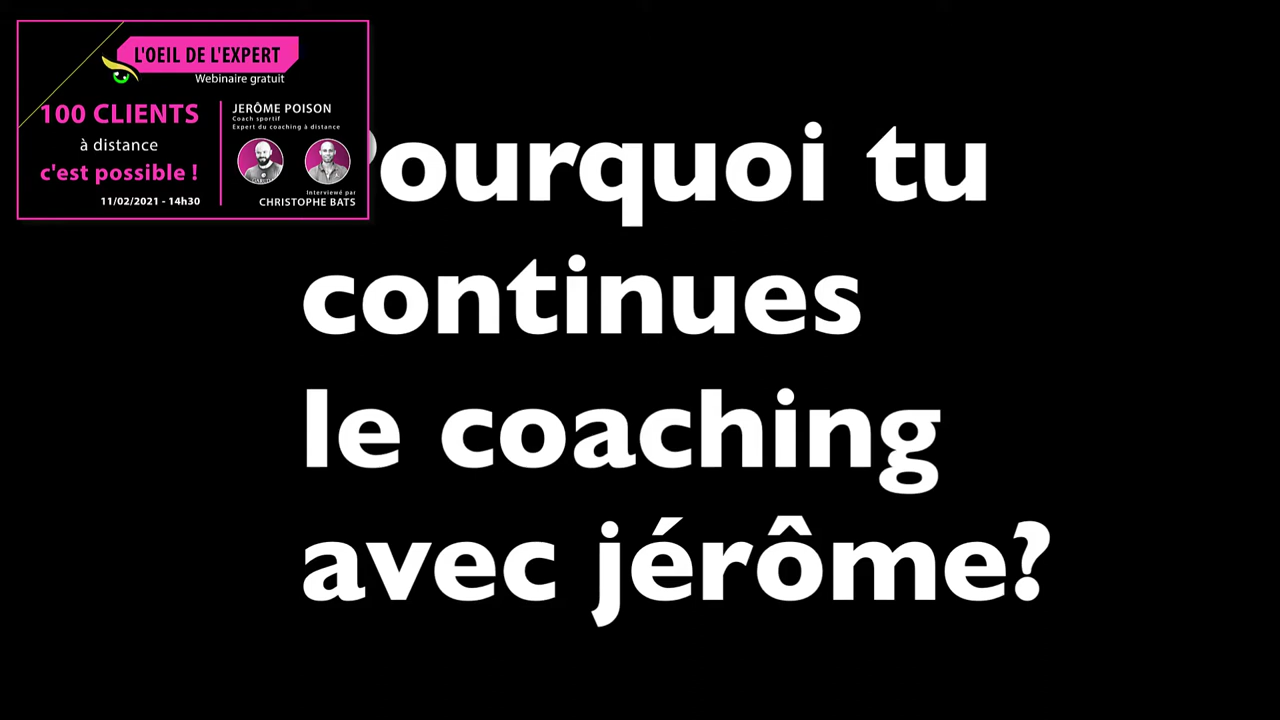 L'OEIL DE L'EXPERT
Webinaire gratuit
100 CLIENTS
à distance
c'est possible !
11/02/2021 - 14h30
JERÔME POISON
Coach sportif
Expert du coaching à distance
Interviewé par
CHRISTOPHE BATS
Pourquoi tu
continues
le coaching
avec jérôme?